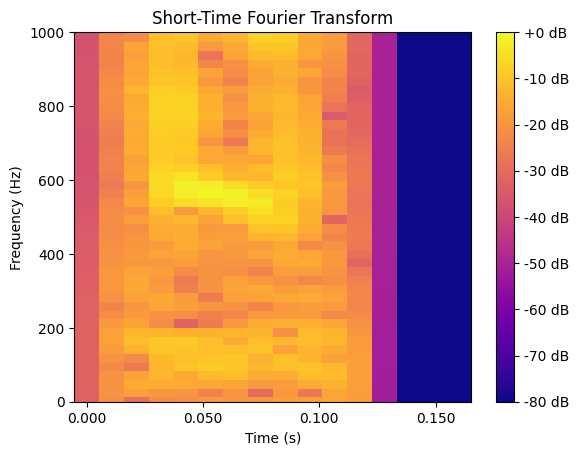 Short-Time Fourier Transform
1000
800
600
400
200
0
Frequency (Hz)
0.000
0.050
0.100
0.150
Time (s)
+0 dB
-10 dB
-20 dB
-30 dB
-40 dB
-50 dB
-60 dB
-70 dB
-80 dB